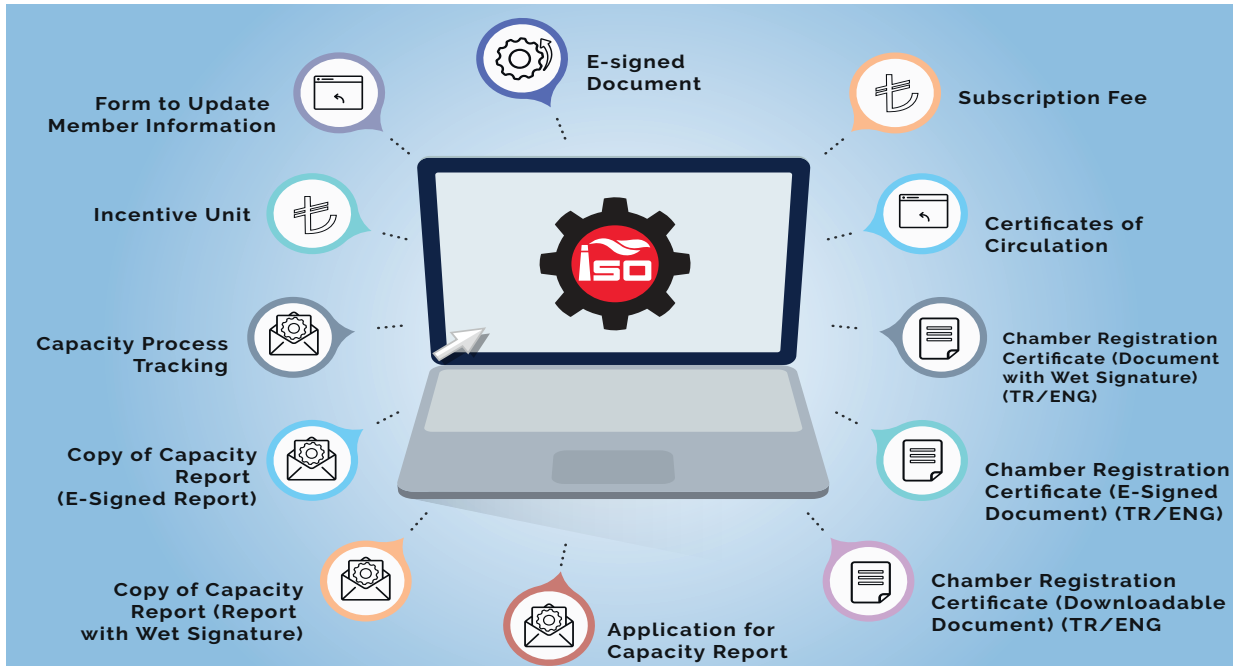 E-signed
Document
Form to Update
Member Information
Subscription Fee
Incentive Unit
Certificates of
Circulation
iso
Capacity Process
Tracking
Chamber Registration
Certificate (Document
with Wet Signature)
(TR/ENG)
Copy of Capacity
Report
(E-Signed Report)
Chamber Registration
Certificate (E-Signed
Document) (TR/ENG)
Copy of Capacity
Report (Report
with Wet Signature)
Application for
Capacity Report
Chamber Registration
Certificate (Downloadable
Document) (TR/ENG